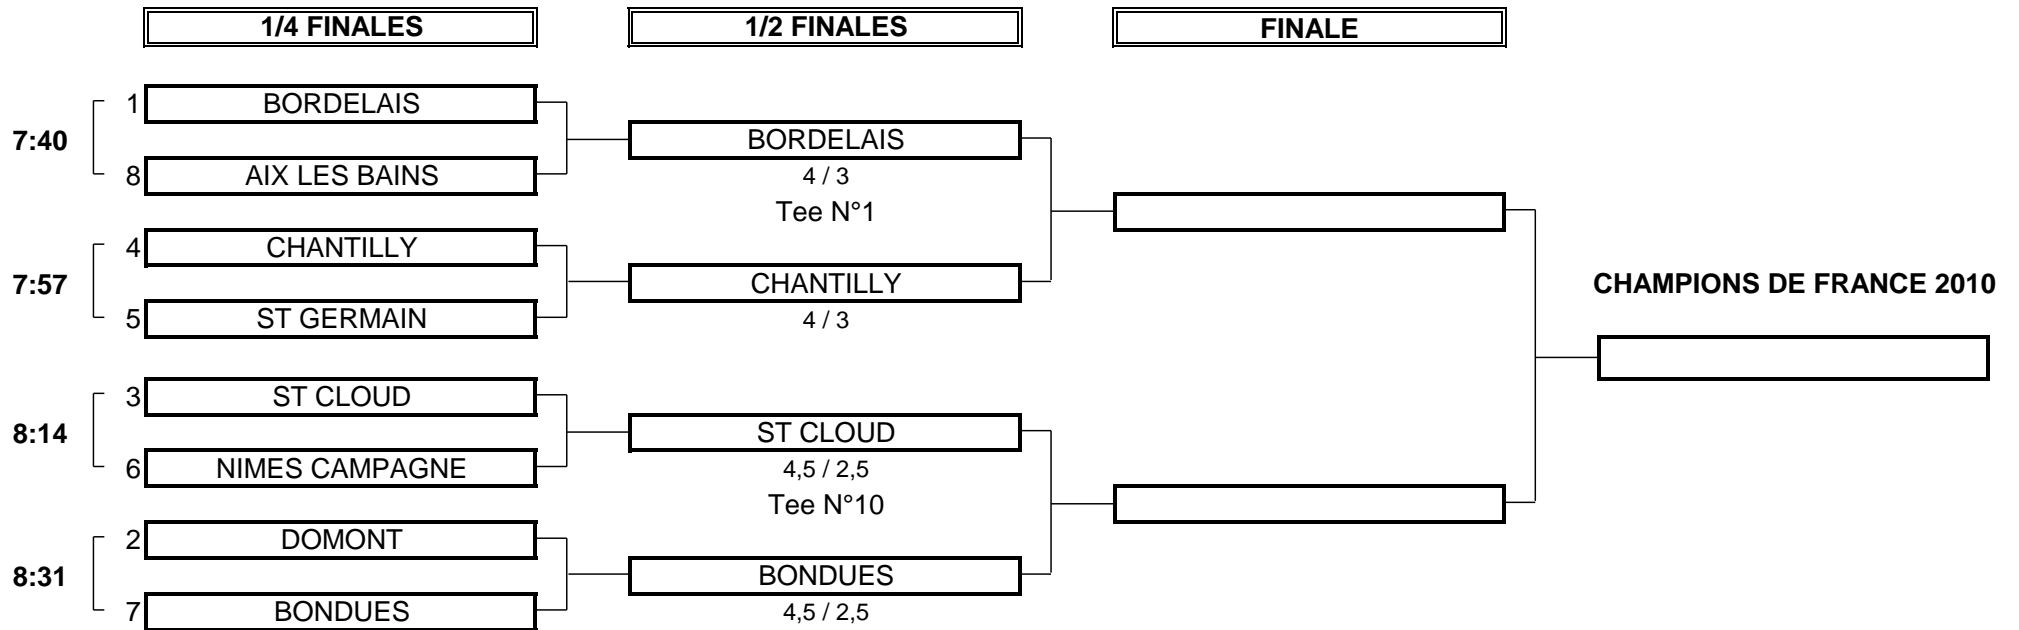 1/4 FINALES
1/2 FINALES
FINALE
1 BORDELAIS
7:40
BORDELAIS
8 AIX LES BAINS
4 / 3
Tee N°1
4 CHANTILLY
7:57
CHANTILLY
CHAMPIONS DE FRANCE 2010
5 ST GERMAIN
4 / 3
3 ST CLOUD
8:14
ST CLOUD
6 NIMES CAMPAGNE
4,5 / 2,5
Tee N°10
2 DOMONT
8:31
BONDUES
7 BONDUES
4,5 / 2,5